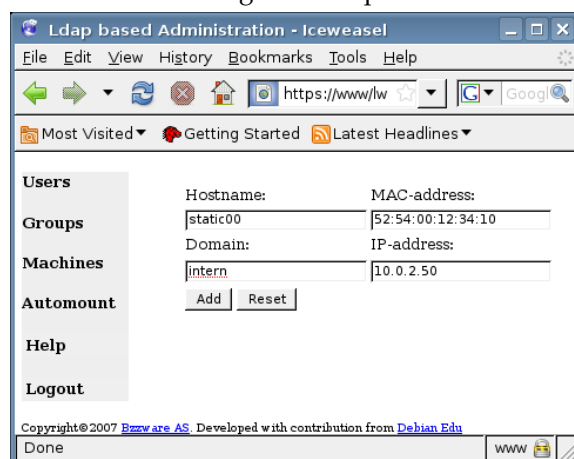 Ldap based Administration - Iceweasel
File Edit View History Bookmarks Tools Help
https://www/lw G Googl
Most Visited Getting Started Latest Headlines
Users
Groups
Machines
Automount
Help
Logout
Hostname: MAC-address:
static00 52:54:00:12:34:10
Domain: IP-address:
intern 10.0.2.50
Add Reset
Copyright©2007 Bzzware AS. Developed with contribution from Debian Edu
Done www